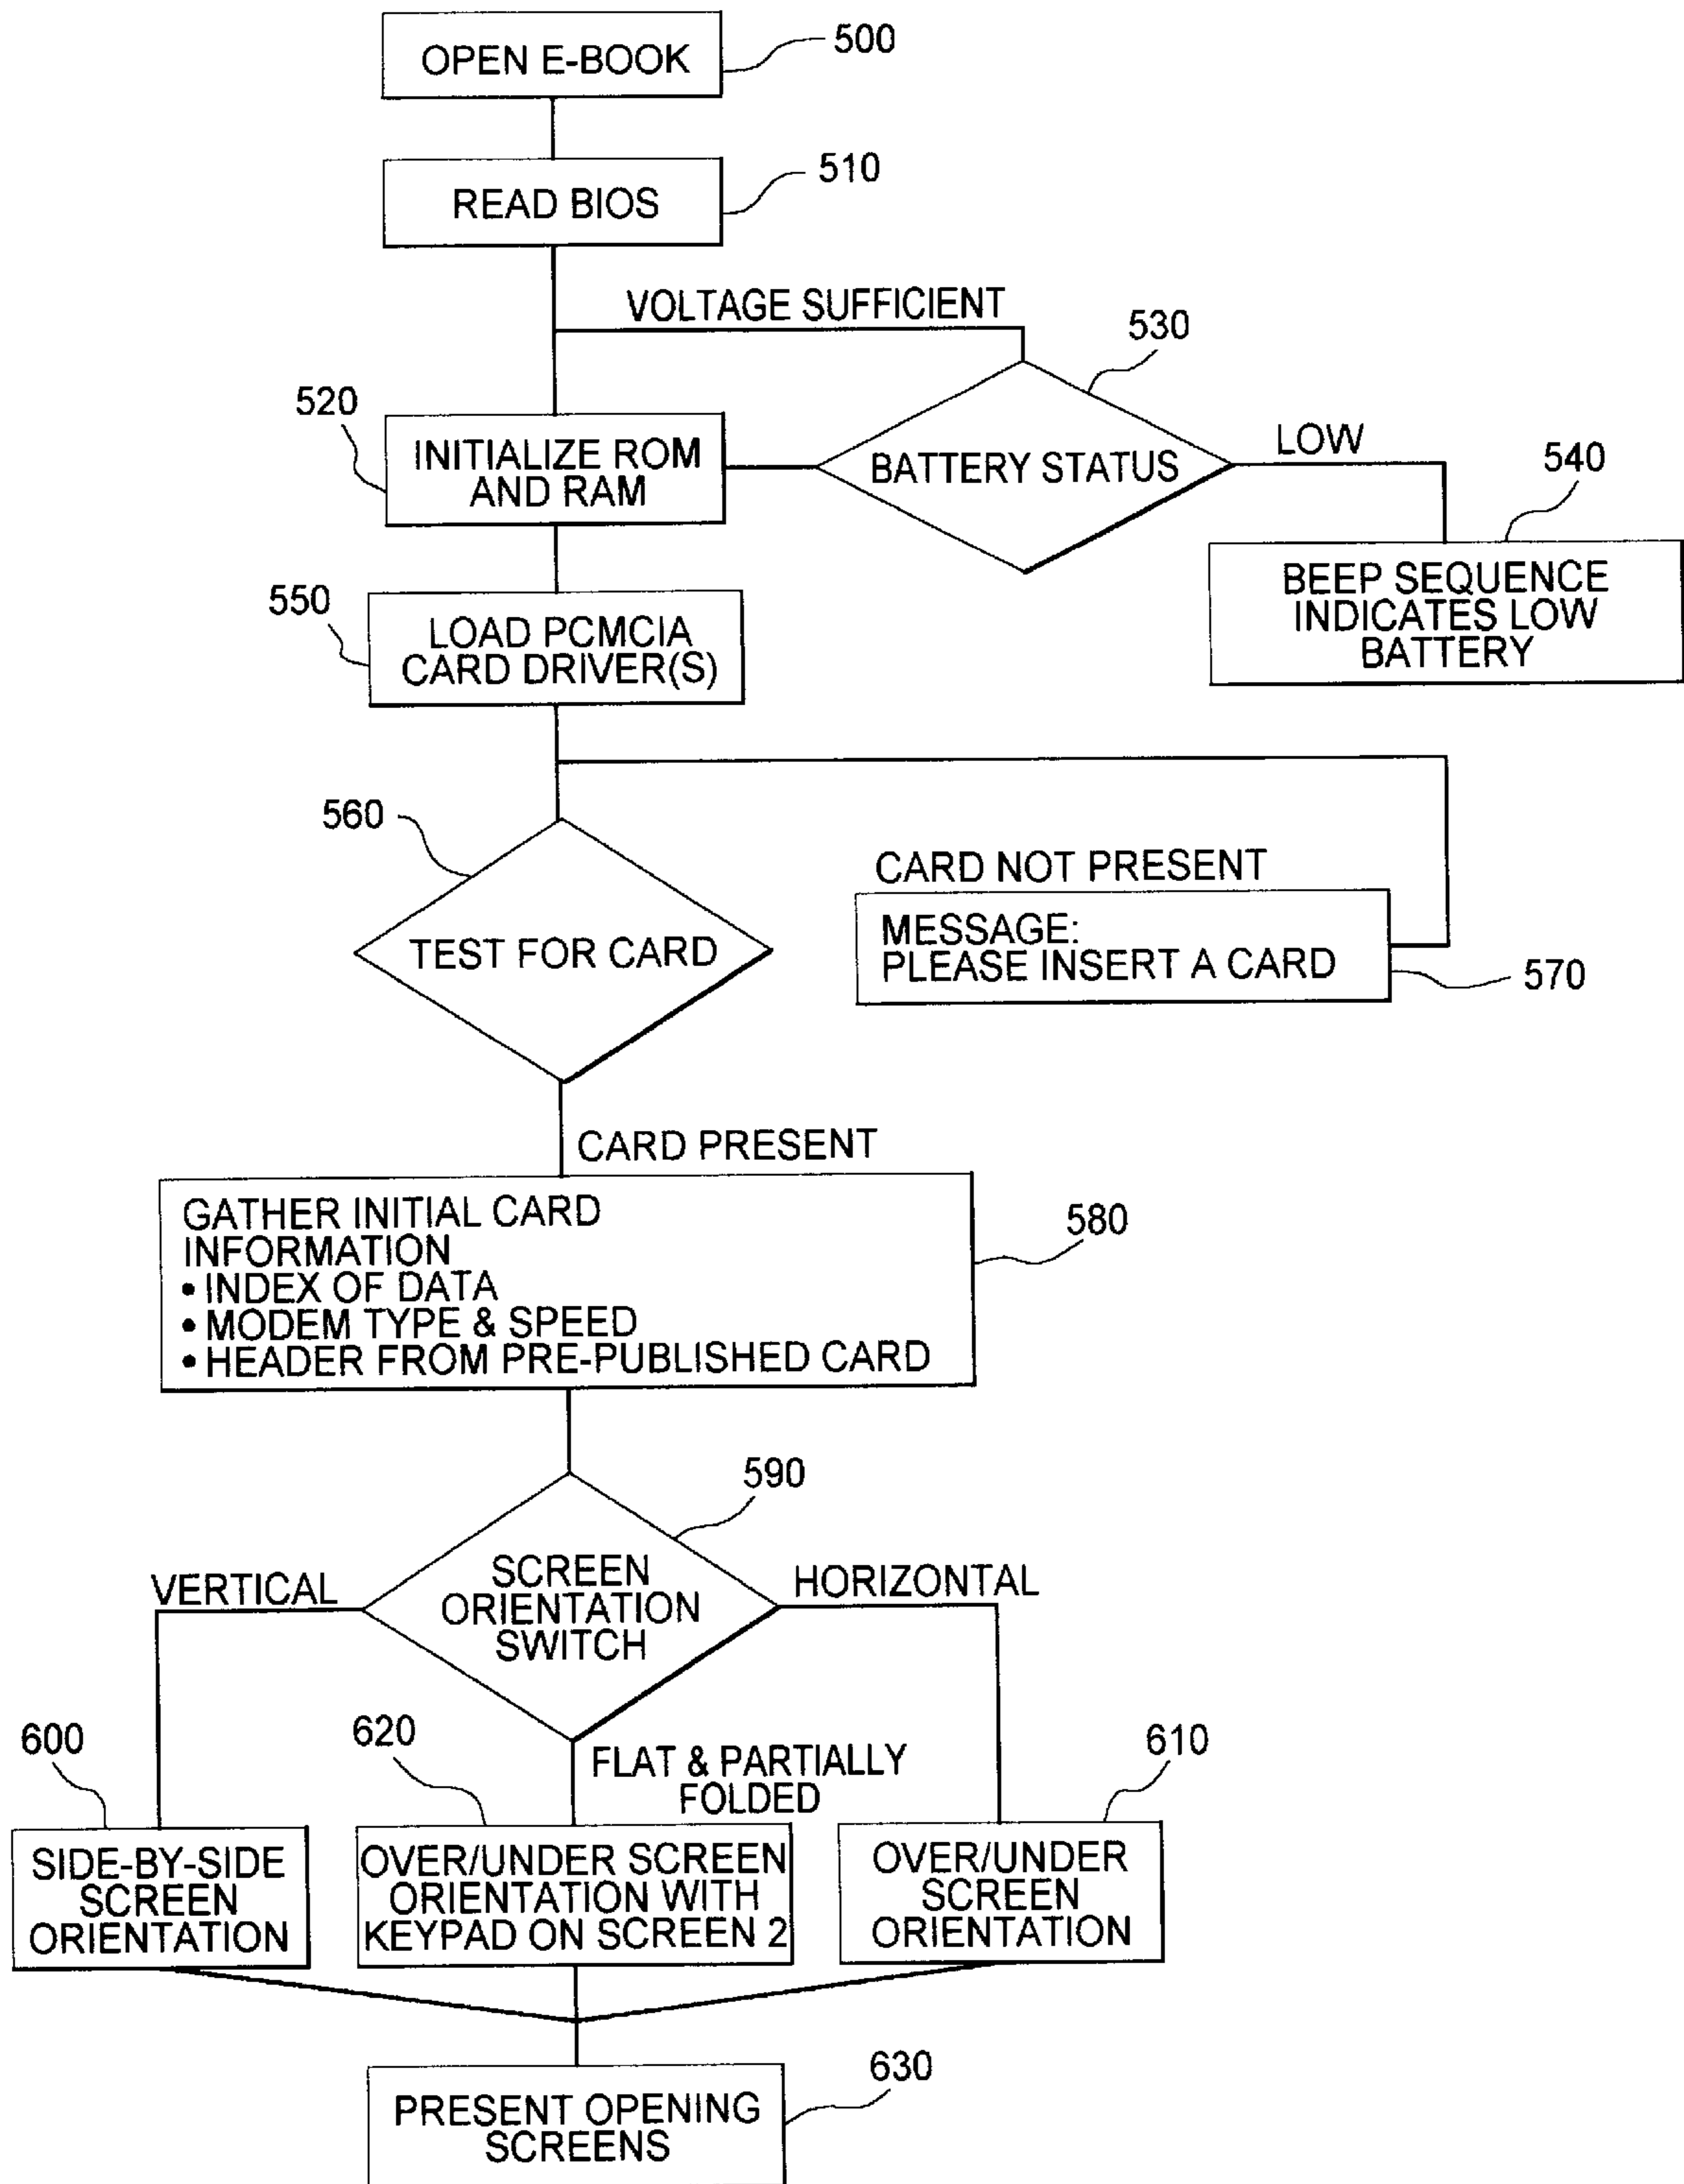 OPEN E-BOOK
500
READ BIOS
510
VOLTAGE SUFFICIENT
530
520
INITIALIZE ROM
AND RAM
BATTERY STATUS
LOW
540
BEEP SEQUENCE
INDICATES LOW
BATTERY
550
LOAD PCMCIA
CARD DRIVER(S)
560
TEST FOR CARD
CARD NOT PRESENT
MESSAGE:
PLEASE INSERT A CARD
570
CARD PRESENT
GATHER INITIAL CARD
INFORMATION
• INDEX OF DATA
• MODEM TYPE & SPEED
• HEADER FROM PRE-PUBLISHED CARD
580
590
SCREEN
ORIENTATION
SWITCH
VERTICAL
HORIZONTAL
FLAT & PARTIALLY
FOLDED
600
SIDE-BY-SIDE
SCREEN
ORIENTATION
620
OVER/UNDER SCREEN
ORIENTATION WITH
KEYPAD ON SCREEN 2
610
OVER/UNDER
SCREEN
ORIENTATION
630
PRESENT OPENING
SCREENS